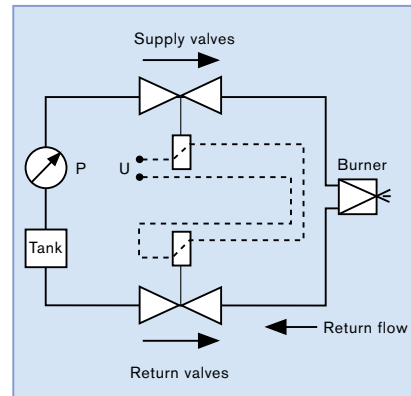 Supply valves
P
U
Burner
Tank
Return flow
Return valves